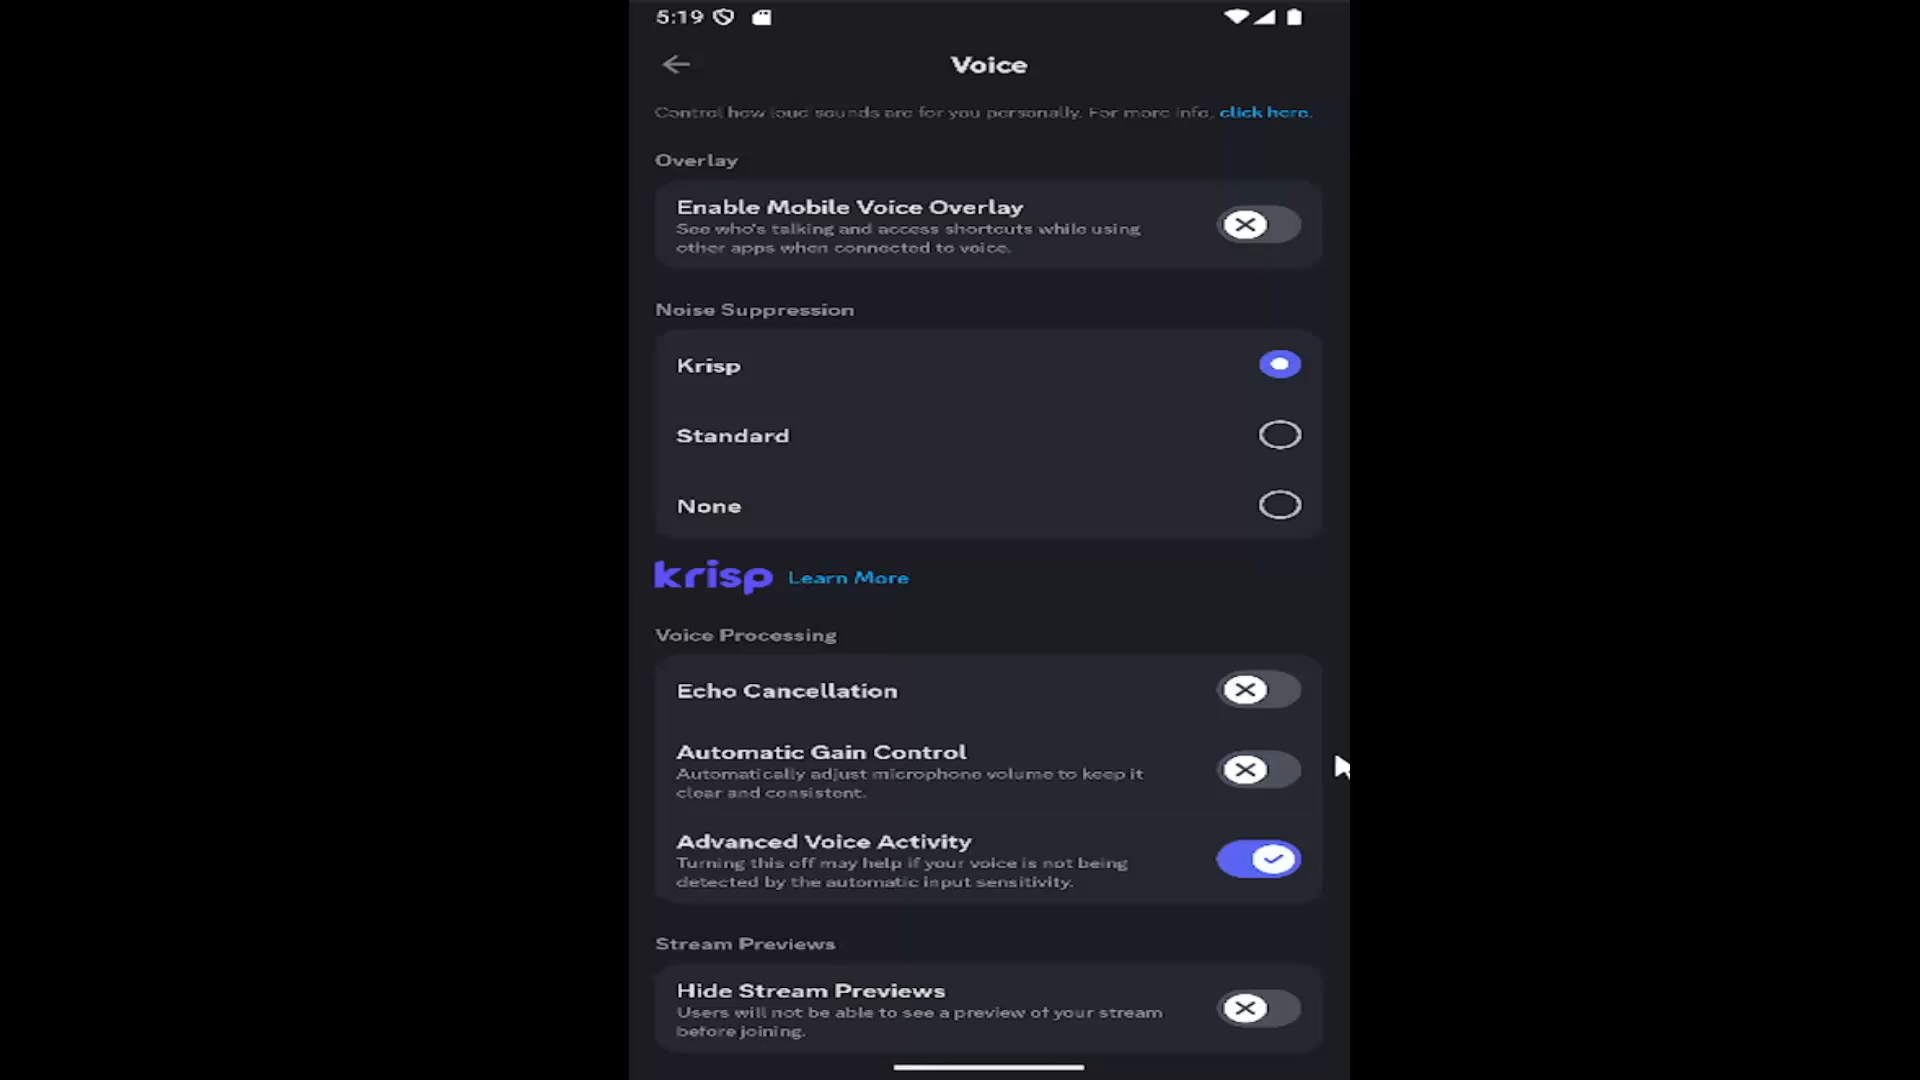 5:19
Voice
Control how loud sounds are for you personally. For more info, click here.
Overlay
Enable Mobile Voice Overlay
See who's talking and access shortcuts while using
other apps when connected to voice.
Noise Suppression
Krisp
Standard
None
krisp Learn More
Voice Processing
Echo Cancellation
Automatic Gain Control
Automatically adjust microphone volume to keep it
clear and consistent.
Advanced Voice Activity
Turning this off may help if your voice is not being
detected by the automatic input sensitivity.
Stream Previews
Hide Stream Previews
Users will not be able to see a preview of your stream
before joining.